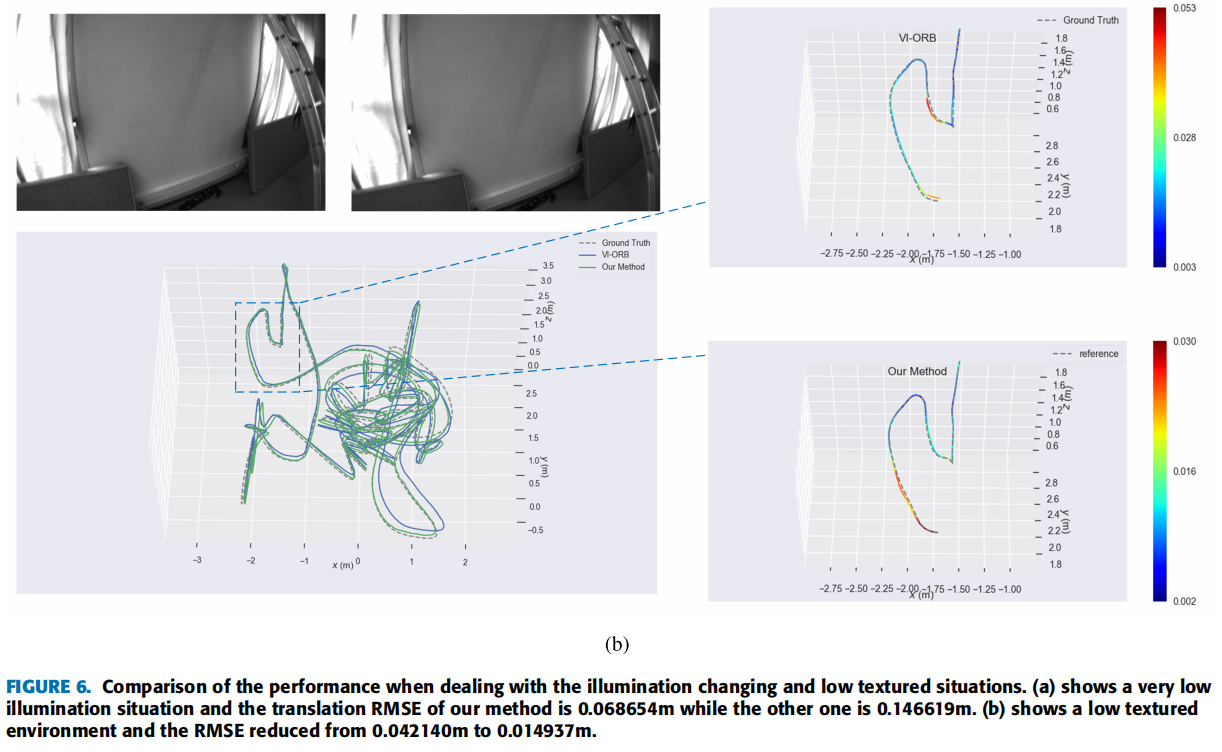 Ground Truth
VI-ORB
1.8
1.6
1.4
1.2
1.0
0.8
0.6
z (m)
2.8
2.6
2.4
2.2
2.0
1.8
y (m)
−2.75 −2.50 −2.25 −2.00 −1.75 −1.50 −1.25 −1.00
x (m)
0.053
0.028
0.003
Ground Truth
VI-ORB
Our Method
3.5
3.0
2.5
2.0
1.5
1.0
0.5
0.0
z (m)
2.5
2.0
1.5
1.0
0.5
0.0
−0.5
y (m)
−3 −2 −1 0 1 2
x (m)
reference
Our Method
1.8
1.6
1.4
1.2
1.0
0.8
0.6
z (m)
2.8
2.6
2.4
2.2
2.0
1.8
y (m)
−2.75 −2.50 −2.25 −2.00 −1.75 −1.50 −1.25 −1.00
x (m)
0.030
0.016
0.002
(b)
FIGURE 6. Comparison of the performance when dealing with the illumination changing and low textured situations. (a) shows a very low
illumination situation and the translation RMSE of our method is 0.068654m while the other one is 0.146619m. (b) shows a low textured
environment and the RMSE reduced from 0.042140m to 0.014937m.